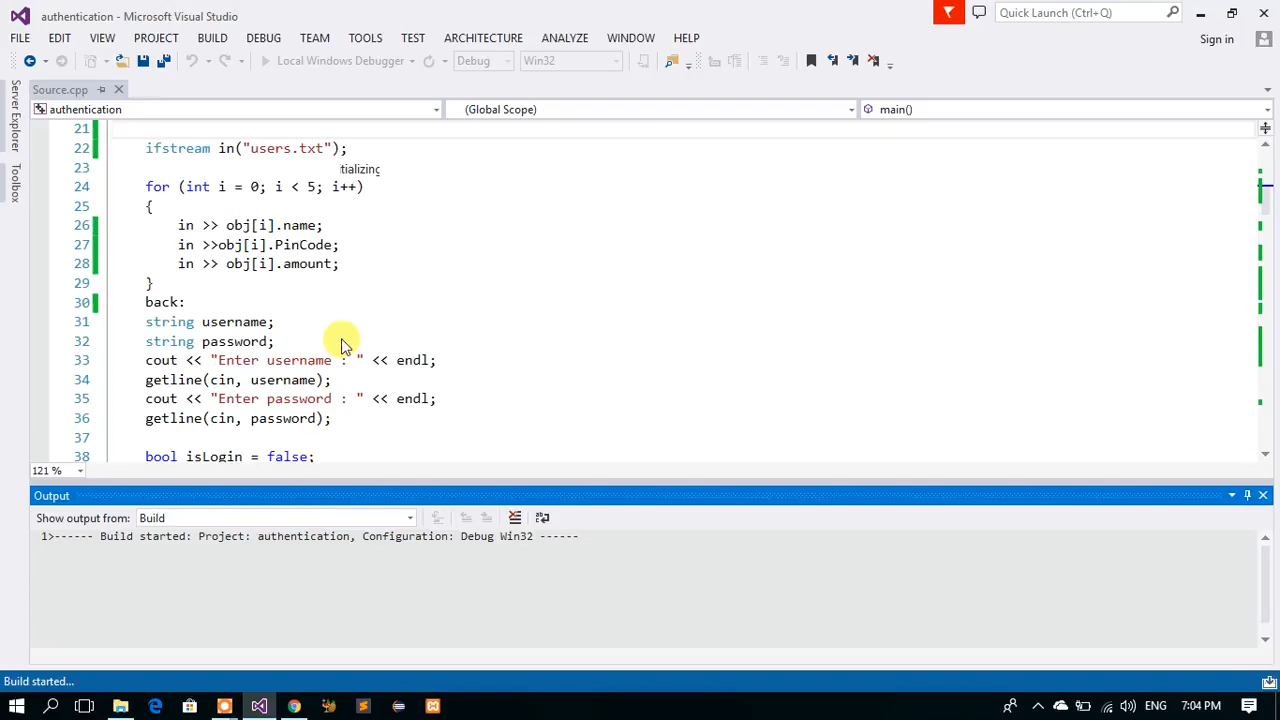 authentication - Microsoft Visual Studio
Quick Launch (Ctrl+Q)
FILE EDIT VIEW PROJECT BUILD DEBUG TEAM TOOLS TEST ARCHITECTURE ANALYZE WINDOW HELP
Sign in
Local Windows Debugger Debug Win32
Source.cpp
authentication (Global Scope) main()
Server Explorer
Toolbox
21
22 ifstream in("users.txt");
23 tializing
24 for (int i = 0; i < 5; i++)
25 {
26 in >> obj[i].name;
27 in >>obj[i].PinCode;
28 in >> obj[i].amount;
29 }
30 back:
31 string username;
32 string password;
33 cout << "Enter username : " << endl;
34 getline(cin, username);
35 cout << "Enter password : " << endl;
36 getline(cin, password);
37
38 bool isLogin = false;
121 %
Output
Show output from: Build
1>------ Build started: Project: authentication, Configuration: Debug Win32 ------
Build started...
ENG 7:04 PM